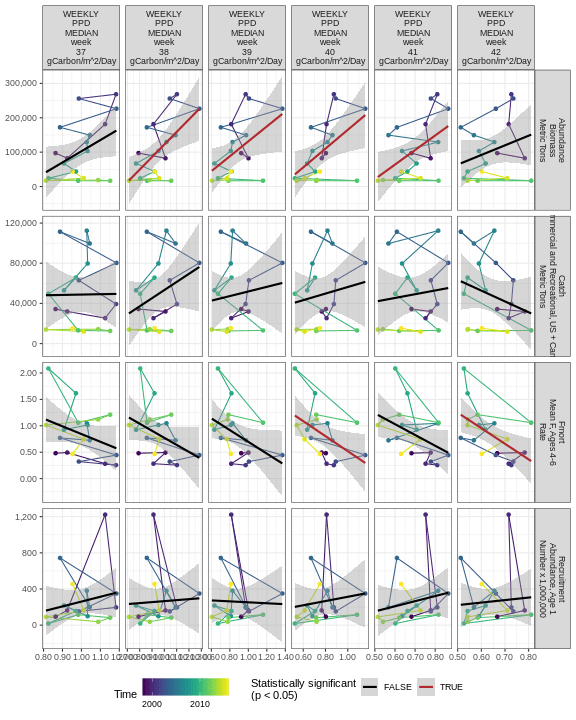 WEEKLY
PPD
MEDIAN
week
37
gCarbon/m^2/Day
WEEKLY
PPD
MEDIAN
week
38
gCarbon/m^2/Day
WEEKLY
PPD
MEDIAN
week
39
gCarbon/m^2/Day
WEEKLY
PPD
MEDIAN
week
40
gCarbon/m^2/Day
WEEKLY
PPD
MEDIAN
week
41
gCarbon/m^2/Day
WEEKLY
PPD
MEDIAN
week
42
gCarbon/m^2/Day
300,000
200,000
100,000
0
Abundance
Biomass
Metric Tons
120,000
80,000
40,000
0
Catch
and Recreational, US +
Metric Tons
2.00
1.50
1.00
0.50
0.00
Fmort
Mean F, Ages 4-6
Rate
1,200
800
400
0
Recruitment
Abundance, Age 1
Number x 1,000,000
0.80 0.90 1.00 1.10
0.80 1.00 1.20 1.40
0.60 0.80 1.00
0.50 0.60 0.70 0.80
0.50 0.60 0.70 0.80
Time
2000 2010
Statistically significant
(p < 0.05)
FALSE
TRUE